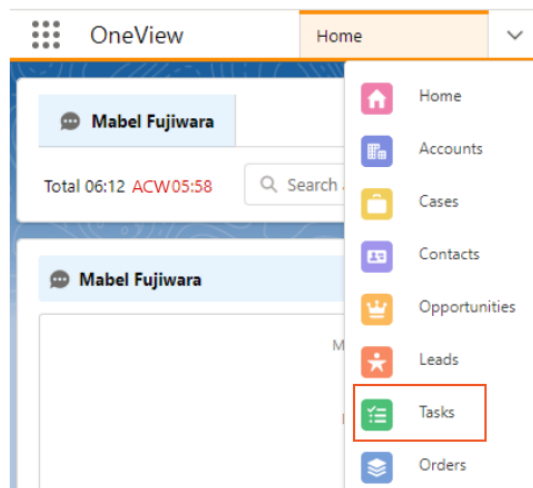 OneView
Home
Home
Mabel Fujiwara
Accounts
Total 06:12 ACW05:58
Search
Cases
Contacts
Mabel Fujiwara
Opportunities
M
Leads
Tasks
Orders